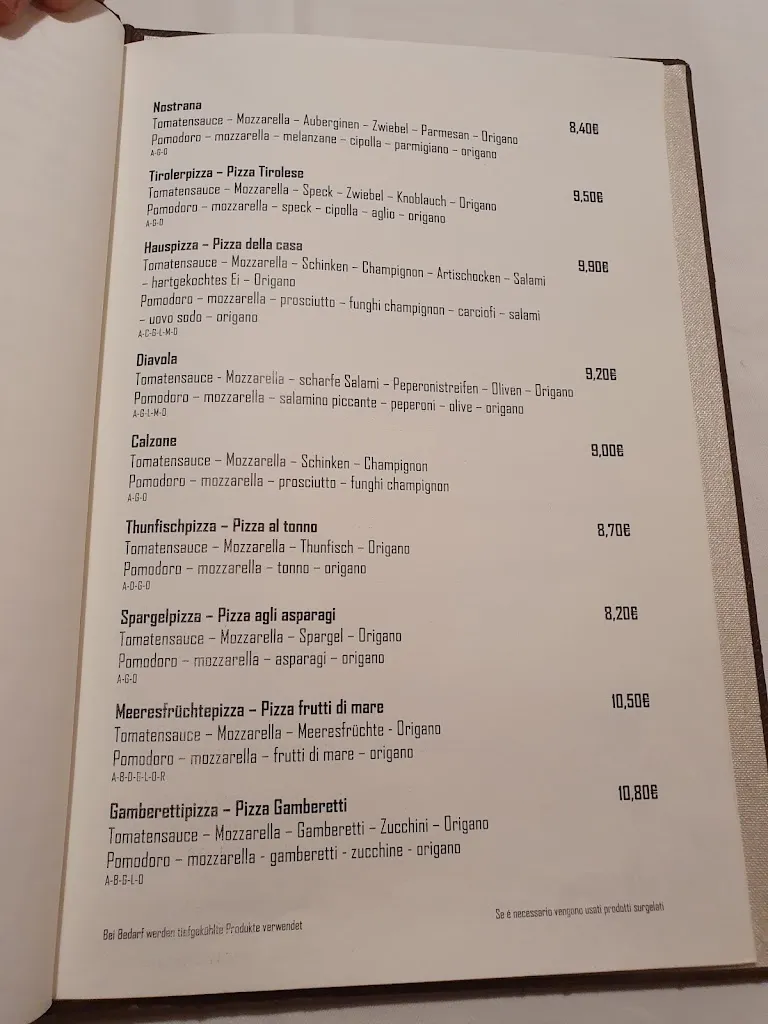 Nostrana
Tomatensauce – Mozzarella – Auberginen – Zwiebel – Parmesan – Origano 8,40€
Pomodoro – mozzarella – melanzane – cipolla – parmigiano – origano
A-G-O
Tirolerpizza – Pizza Tirolese
Tomatensauce – Mozzarella – Speck – Zwiebel – Knoblauch – Origano 9,50€
Pomodoro – mozzarella – speck – cipolla – aglio – origano
A-G-O
Hauspizza – Pizza della casa
Tomatensauce – Mozzarella – Schinken – Champignon – Artischocken – Salami 9,90€
– hartgekochtes Ei – Origano
Pomodoro – mozzarella – prosciutto – funghi champignon – carciofi – salami
– uovo sodo – origano
A-C-G-L-M-O
Diavola
Tomatensauce - Mozzarella – scharfe Salami – Peperonistreifen – Oliven – Origano 9,20€
Pomodoro – mozzarella – salamino piccante – peperoni – olive – origano
A-G-L-M-O
Calzone
Tomatensauce – Mozzarella – Schinken – Champignon 9,00€
Pomodoro – mozzarella – prosciutto – funghi champignon
A-G-O
Thunfischpizza – Pizza al tonno 8,70€
Tomatensauce – Mozzarella – Thunfisch – Origano
Pomodoro – mozzarella – tonno – origano
A-D-G-O
Spargelpizza – Pizza agli asparagi 8,20€
Tomatensauce – Mozzarella – Spargel – Origano
Pomodoro – mozzarella – asparagi – origano
A-G-O
Meeresfrüchtepizza – Pizza frutti di mare 10,50€
Tomatensauce – Mozzarella – Meeresfrüchte - Origano
Pomodoro – mozzarella – frutti di mare – origano
A-B-D-G-L-O-R
Gamberettipizza – Pizza Gamberetti 10,80€
Tomatensauce – Mozzarella – Gamberetti – Zucchini – Origano
Pomodoro – mozzarella - gamberetti - zucchine - origano
A-B-G-L-O
Bei Bedarf werden tiefgekühlte Produkte verwendet
Se é necessario vengono usati prodotti surgelati